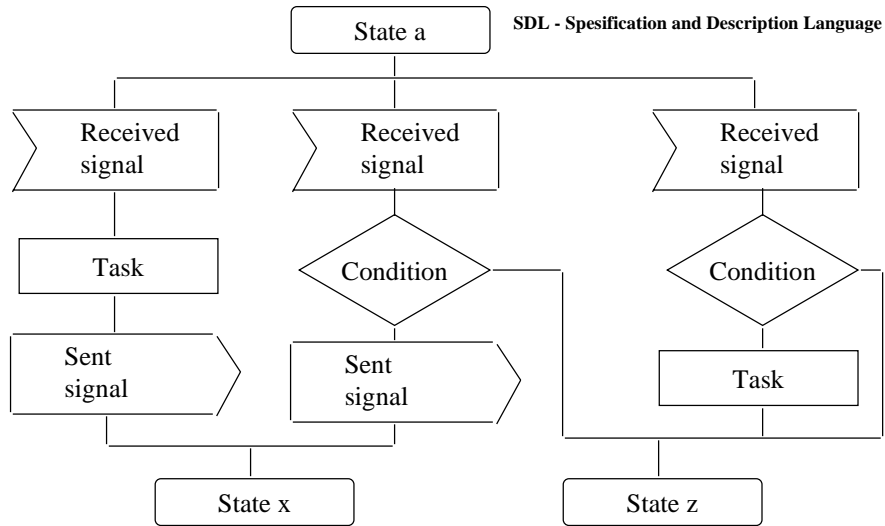 State a
SDL - Spesification and Description Language
Received
signal
Received
signal
Received
signal
Task
Condition
Condition
Sent
signal
Sent
signal
Task
State x
State z